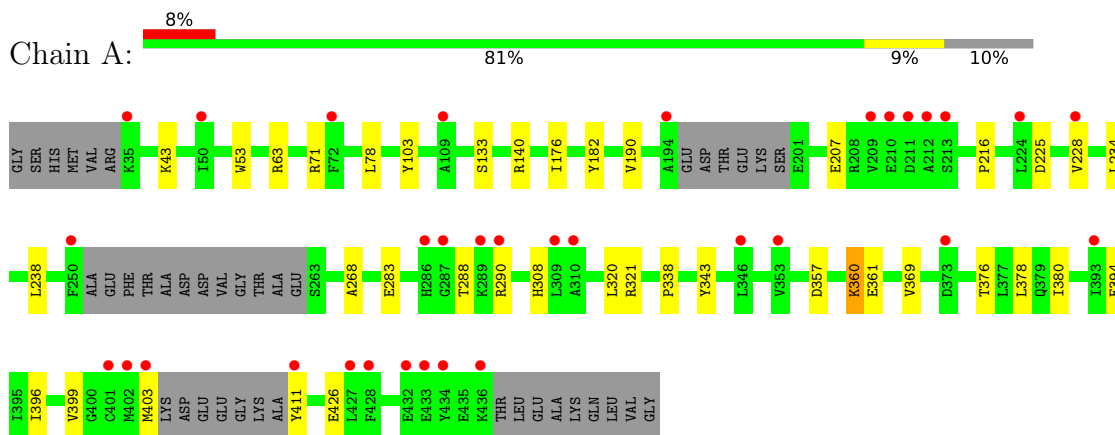 8%
Chain A:
81% 9% 10%
GLY SER HIS MET VAL ARG K35 K43 I50 W53 R63 R71 F72 L78 Y103 A109 S133 R140 I176 Y182 V190 A194 GLU ASP THR GLU LYS SER E201 E207 R208 V209 E210 D211 A212 S213 P216 L224 D225 V228 L234
L238 F250 ALA GLU PHE THR ALA ASP ASP VAL GLY THR ALA GLU S263 A268 E283 H286 G287 T288 K289 R290 H308 L309 A310 L320 R321 P338 Y343 L346 V353 D357 K360 E361 V369 D373 T376 L377 L378 Q379 I380 I393 E394
I395 I396 V399 G400 C401 M402 M403 LYS ASP GLU GLU GLY LYS ALA Y411 E426 L427 F428 E432 E433 Y434 E435 K436 THR LEU GLU ALA LYS GLN LEU VAL GLY